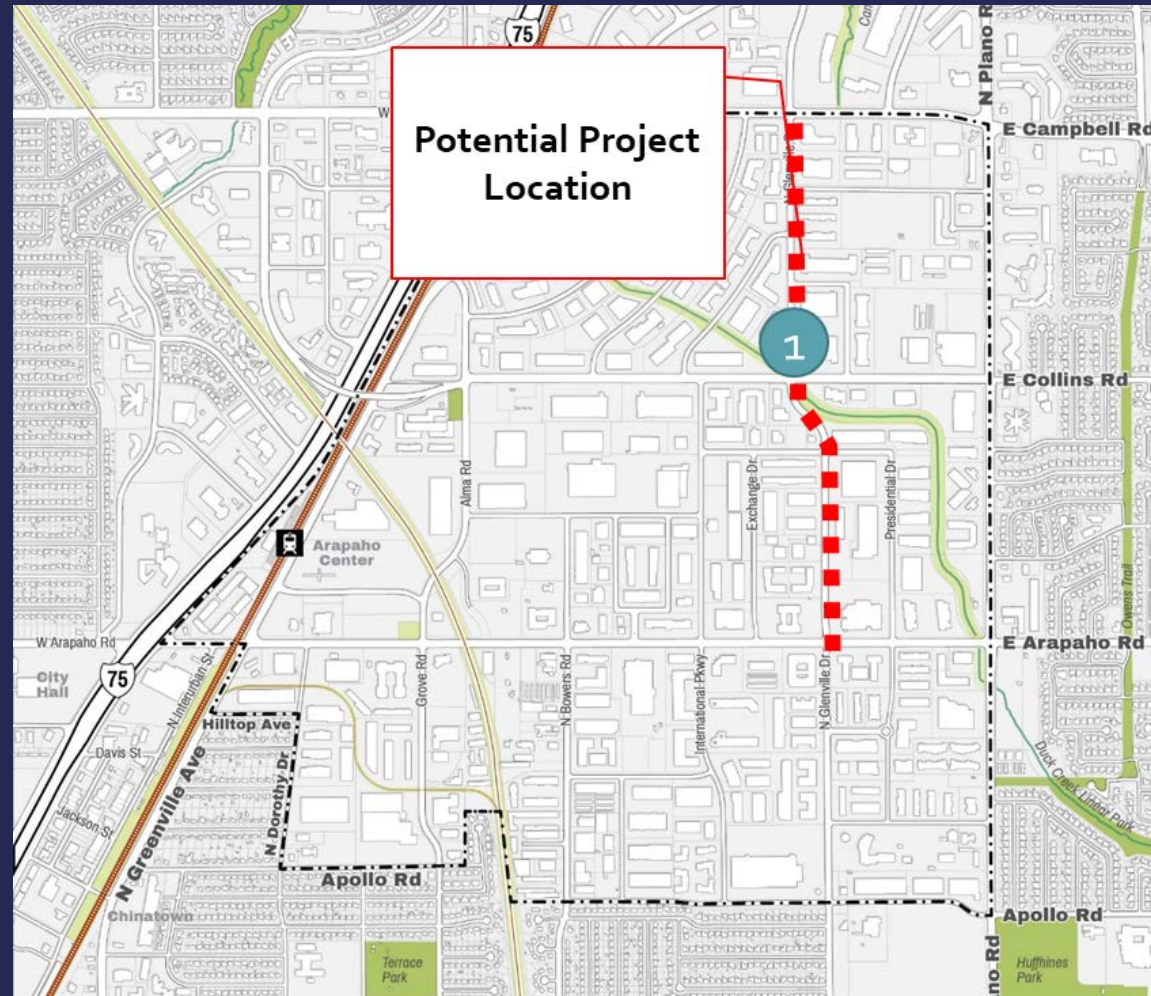 75
N Plano R
W
E Campbell Rd
Potential Project
Location
1
E Collins Rd
Alma Rd
Exchange Dr
Presidential Dr
Arapaho
Center
Owens Trail
W Arapaho Rd
E Arapaho Rd
City
Hall
75
N Interurban St
Grove Rd
N Bowers Rd
International Pkwy
N Glenville Dr
Hilltop Ave
Davis St
Jackson St
N Greenville Ave
N Dorothy Dr
Duck Creek Linear Park
Apollo Rd
Chinatown
Apollo Rd
Terrace
Park
no Rd
Huffhines
Park